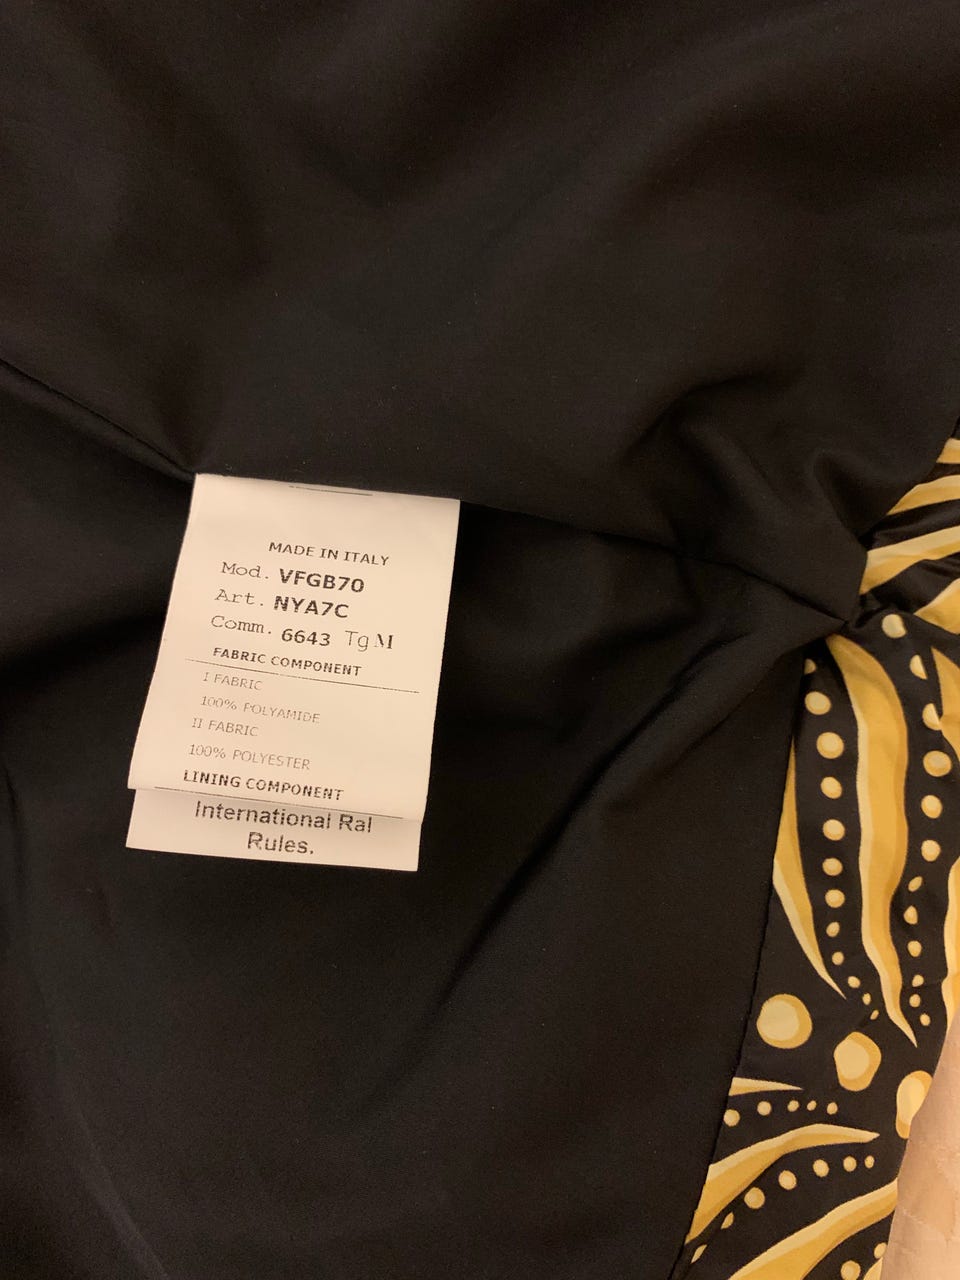 MADE IN ITALY
Mod. VFGB70
Art. NYA7C
Comm. 6643 Tg M
FABRIC COMPONENT
I FABRIC
100% POLYAMIDE
II FABRIC
100% POLYESTER
LINING COMPONENT
International Ral
Rules.